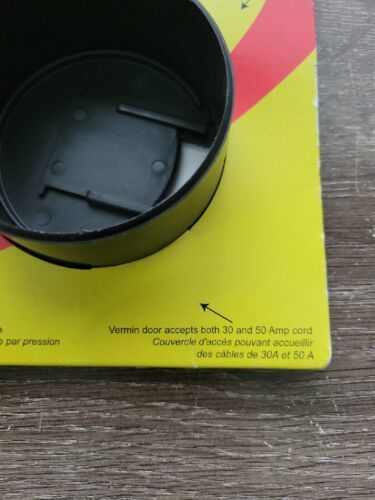 Vermin door accepts both 30 and 50 Amp cord
e par pression
Couvercle d'accés pouvant accueillir
des câbles de 30A et 50 A